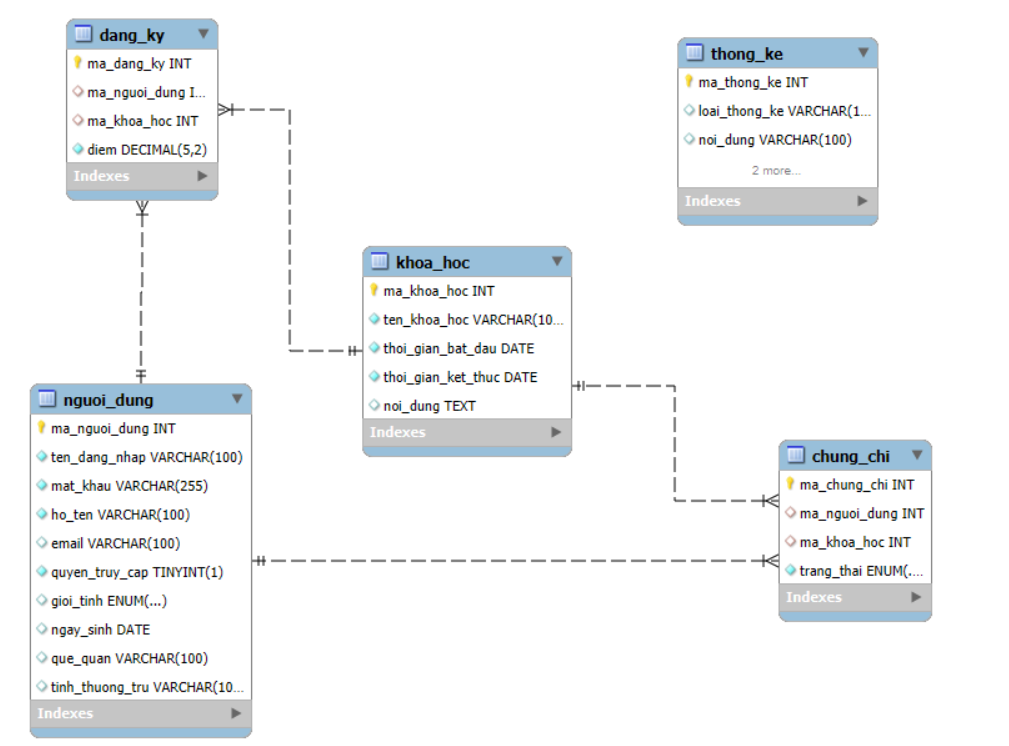 dang_ky
ma_dang_ky INT
ma_nguoi_dung I...
ma_khoa_hoc INT
diem DECIMAL(5,2)
Indexes
thong_ke
ma_thong_ke INT
loai_thong_ke VARCHAR(1...
noi_dung VARCHAR(100)
2 more...
Indexes
khoa_hoc
ma_khoa_hoc INT
ten_khoa_hoc VARCHAR(10...
thoi_gian_bat_dau DATE
thoi_gian_ket_thuc DATE
noi_dung TEXT
Indexes
nguoi_dung
ma_nguoi_dung INT
ten_dang_nhap VARCHAR(100)
mat_khau VARCHAR(255)
ho_ten VARCHAR(100)
email VARCHAR(100)
quyen_truy_cap TINYINT(1)
gioi_tinh ENUM(...)
ngay_sinh DATE
que_quan VARCHAR(100)
tinh_thuong_tru VARCHAR(10...
Indexes
chung_chi
ma_chung_chi INT
ma_nguoi_dung INT
ma_khoa_hoc INT
trang_thai ENUM(....
Indexes